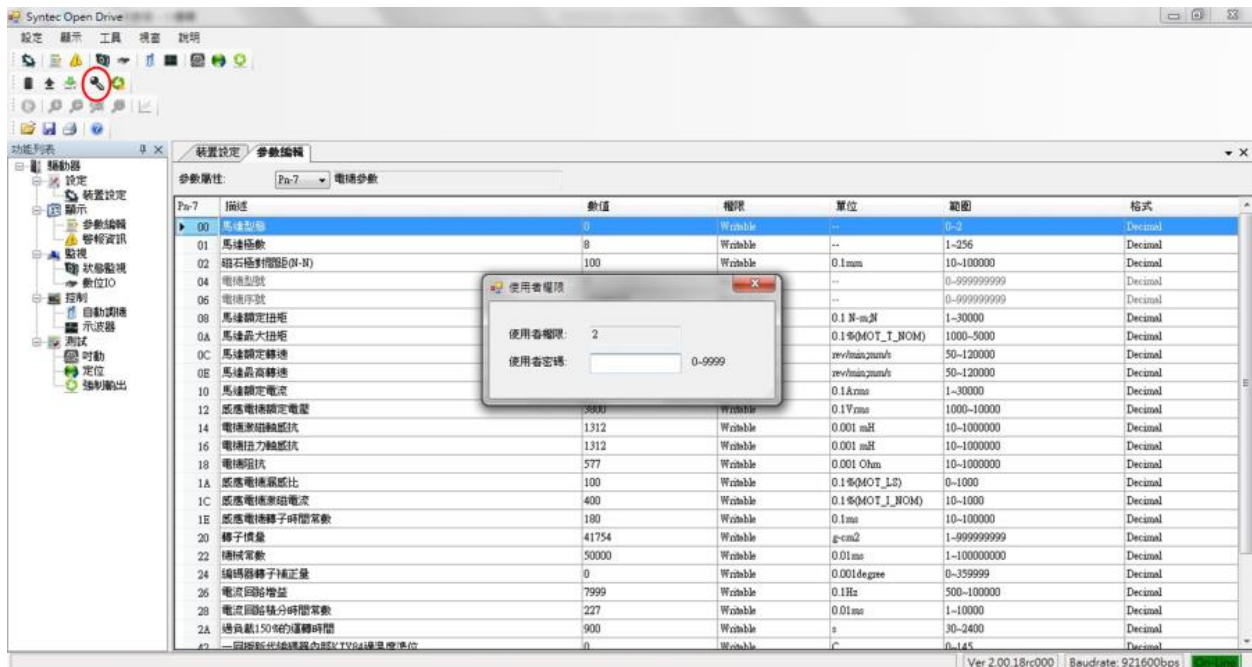 Syntec Open Drive
設定 顯示 工具 視窗 說明
功能列表
驅動器
設定
裝置設定
顯示
參數編輯
警報資訊
監視
狀態監視
數位IO
控制
自動調機
示波器
測試
吋動
定位
強制輸出
裝置設定 參數編輯
參數屬性: Pn-7 電機參數
Pn-7 描述 數值 權限 單位 範圍 格式
00 馬達型態 0 Writable -- 0~2 Decimal
01 馬達極數 8 Writable -- 1~256 Decimal
02 磁石極對間距(N-N) 100 Writable 0.1mm 10~100000 Decimal
04 電機型號 -- 0~999999999 Decimal
06 電機序號 -- 0~999999999 Decimal
08 馬達額定扭矩 0.1 N-m;N 1~30000 Decimal
0A 馬達最大扭矩 0.1%(MOT_T_NOM) 1000~5000 Decimal
0C 馬達額定轉速 rev/min;mm/s 50~120000 Decimal
0E 馬達最高轉速 rev/min;mm/s 50~120000 Decimal
10 馬達額定電流 0.1Arms 1~30000 Decimal
12 感應電機額定電壓 3800 Writable 0.1Vrms 1000~10000 Decimal
14 電機激磁軸感抗 1312 Writable 0.001 mH 10~1000000 Decimal
16 電機扭力軸感抗 1312 Writable 0.001 mH 10~1000000 Decimal
18 電機阻抗 577 Writable 0.001 Ohm 10~1000000 Decimal
1A 感應電機漏感比 100 Writable 0.1%(MOT_LS) 0~1000 Decimal
1C 感應電機激磁電流 400 Writable 0.1%(MOT_I_NOM) 10~1000 Decimal
1E 感應電機轉子時間常數 180 Writable 0.1ms 10~100000 Decimal
20 轉子慣量 41754 Writable g-cm2 1~999999999 Decimal
22 機械常數 50000 Writable 0.01ms 1~100000000 Decimal
24 編碼器轉子補正量 0 Writable 0.001degree 0~359999 Decimal
26 電流回路增益 7999 Writable 0.1Hz 500~100000 Decimal
28 電流回路積分時間常數 227 Writable 0.01ms 1~10000 Decimal
2A 過負載150%的運轉時間 900 Writable s 30~2400 Decimal
42 KTY84過溫度準位 0 Writable C 0~145 Decimal
使用者權限
使用者權限: 2
使用者密碼: 0~9999
Ver 2.00.18rc000 Baudrate: 921600bps On-Line